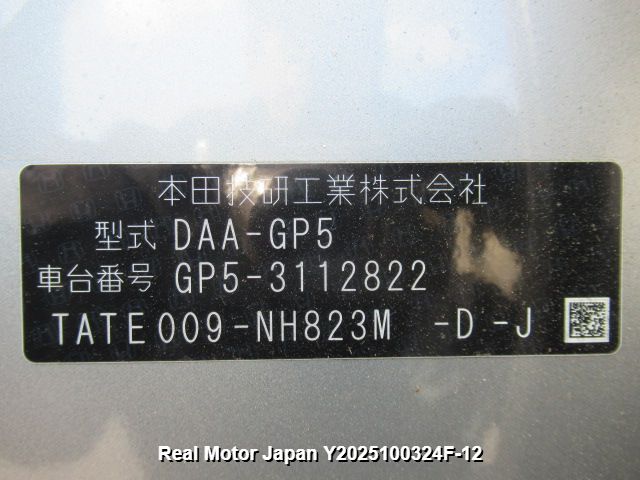 本田技研工業株式会社
型式 DAA-GP5
車台番号 GP5-3112822
TATE009-NH823M -D-J
Real Motor Japan Y2025100324F-12